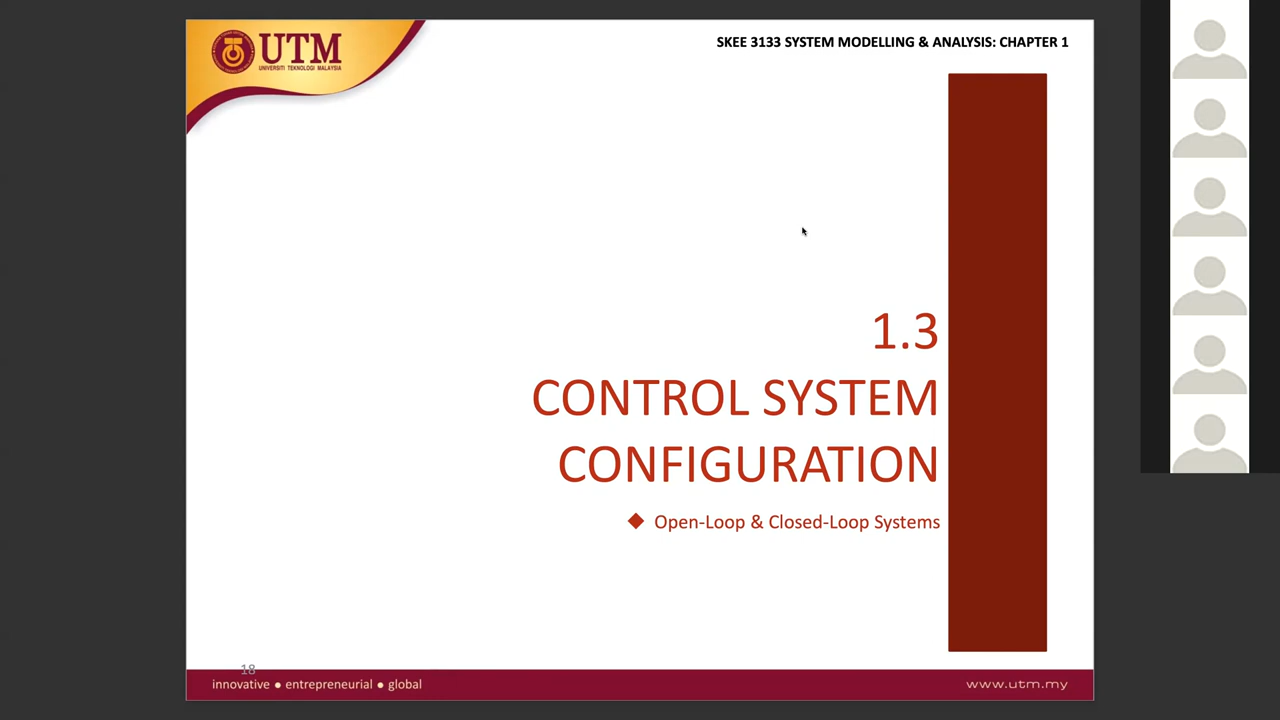 UTM
UNIVERSITI TEKNOLOGI MALAYSIA
SKEE 3133 SYSTEM MODELLING & ANALYSIS: CHAPTER 1
1.3
CONTROL SYSTEM
CONFIGURATION
◆ Open-Loop & Closed-Loop Systems
18
innovative ● entrepreneurial ● global
www.utm.my